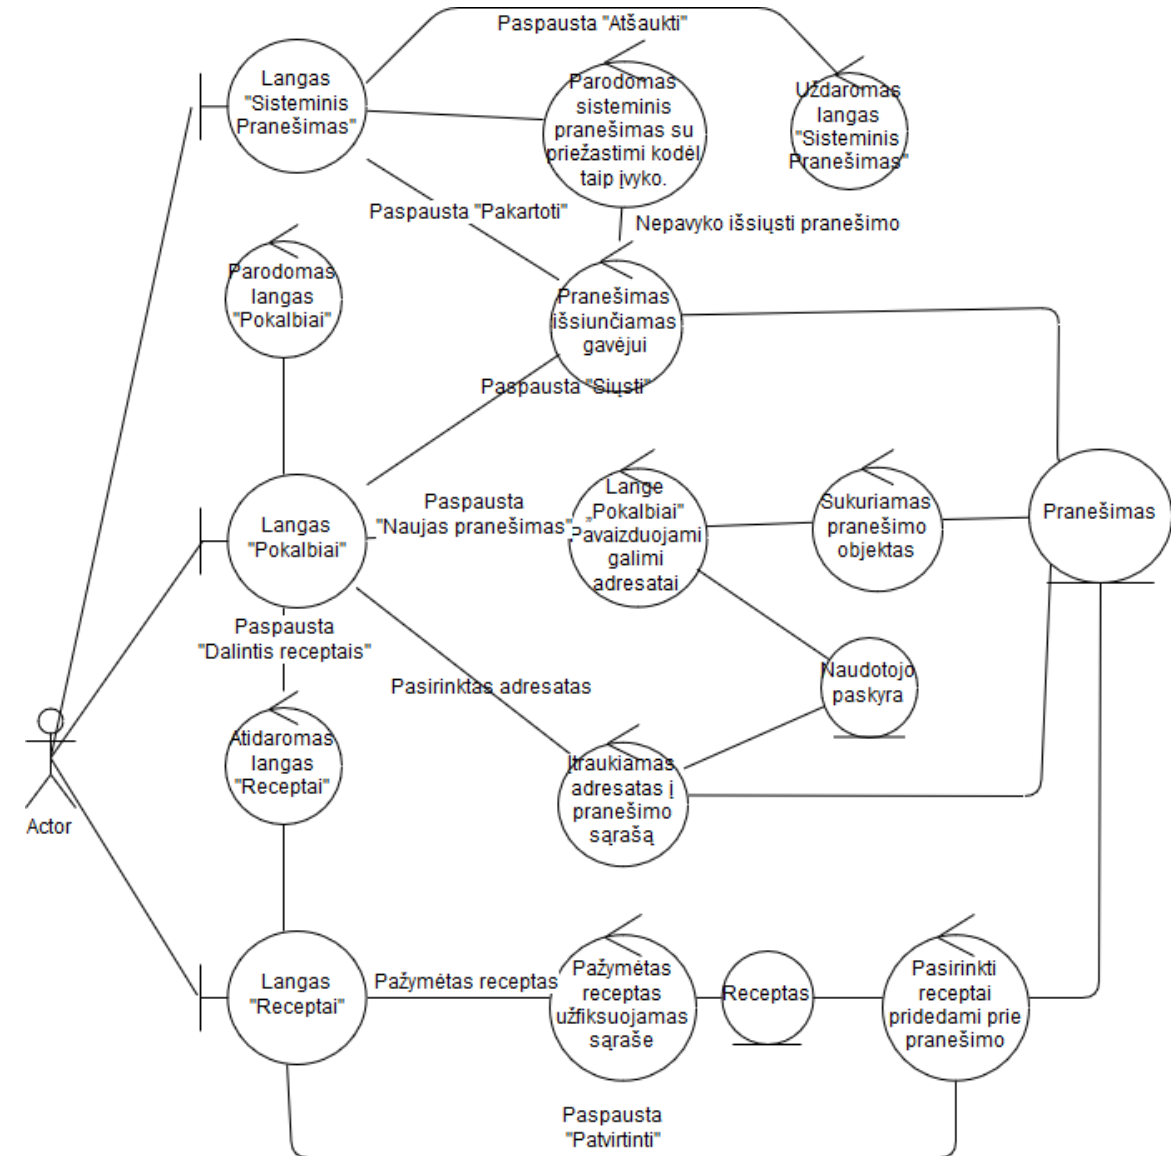 Paspausta "Atšaukti"
Langas
"Sisteminis
Pranešimas"
Parodomas
sisteminis
pranešimas su
priežastimi kodėl
taip įvyko.
Uždaromas
langas
"Sisteminis
Pranešimas"
Paspausta "Pakartoti"
Nepavyko išsiųsti pranešimo
Parodomas
langas
"Pokalbiai"
Pranešimas
išsiunčiamas
gavėjui
Paspausta "Siųsti"
Langas
"Pokalbiai"
Paspausta
"Naujas pranešimas"
Lange
„Pokalbiai"
Pavaizduojami
galimi
adresatai
Sukuriamas
pranešimo
objektas
Pranešimas
Paspausta
"Dalintis receptais"
Pasirinktas adresatas
Naudotojo
paskyra
Atidaromas
langas
"Receptai"
Įtraukiamas
adresatas į
pranešimo
sąrašą
Actor
Langas
"Receptai"
Pažymėtas receptas
Pažymėtas
receptas
užfiksuojamas
sąraše
Receptas
Pasirinkti
receptai
pridedami prie
pranešimo
Paspausta
"Patvirtinti"